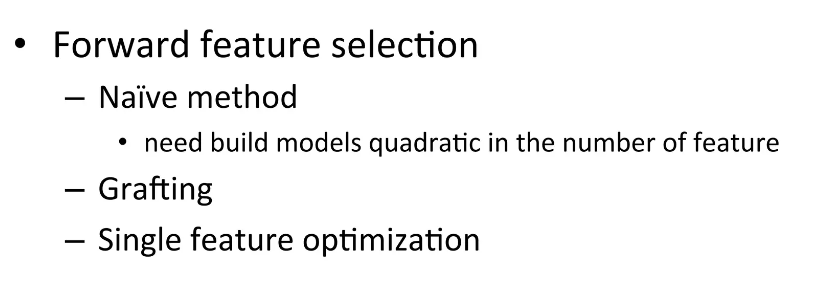 • Forward feature selection
– Naïve method
• need build models quadratic in the number of feature
– Grafting
– Single feature optimization